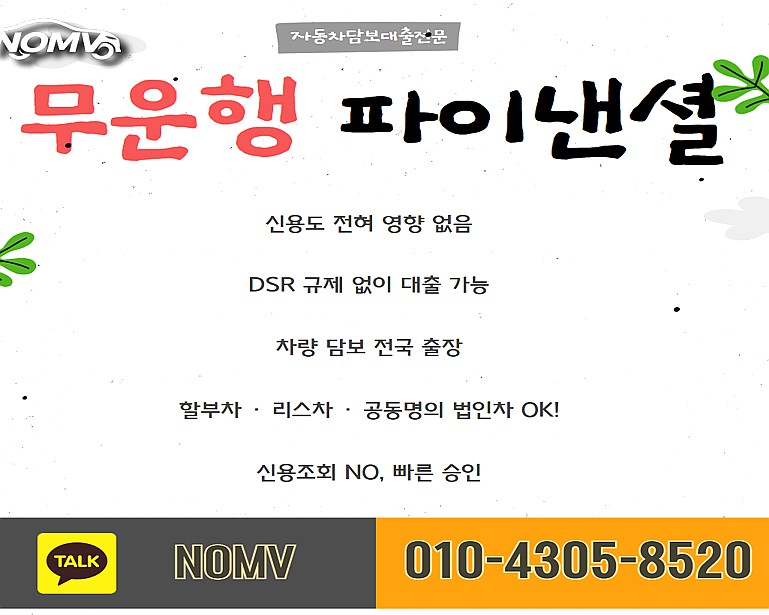 NOMV
자동차담보대출전문
무운행 파이낸셜
신용도 전혀 영향 없음
DSR 규제 없이 대출 가능
차량 담보 전국 출장
할부차 · 리스차 · 공동명의 법인차 OK!
신용조회 NO, 빠른 승인
TALK NOMV 010-4305-8520